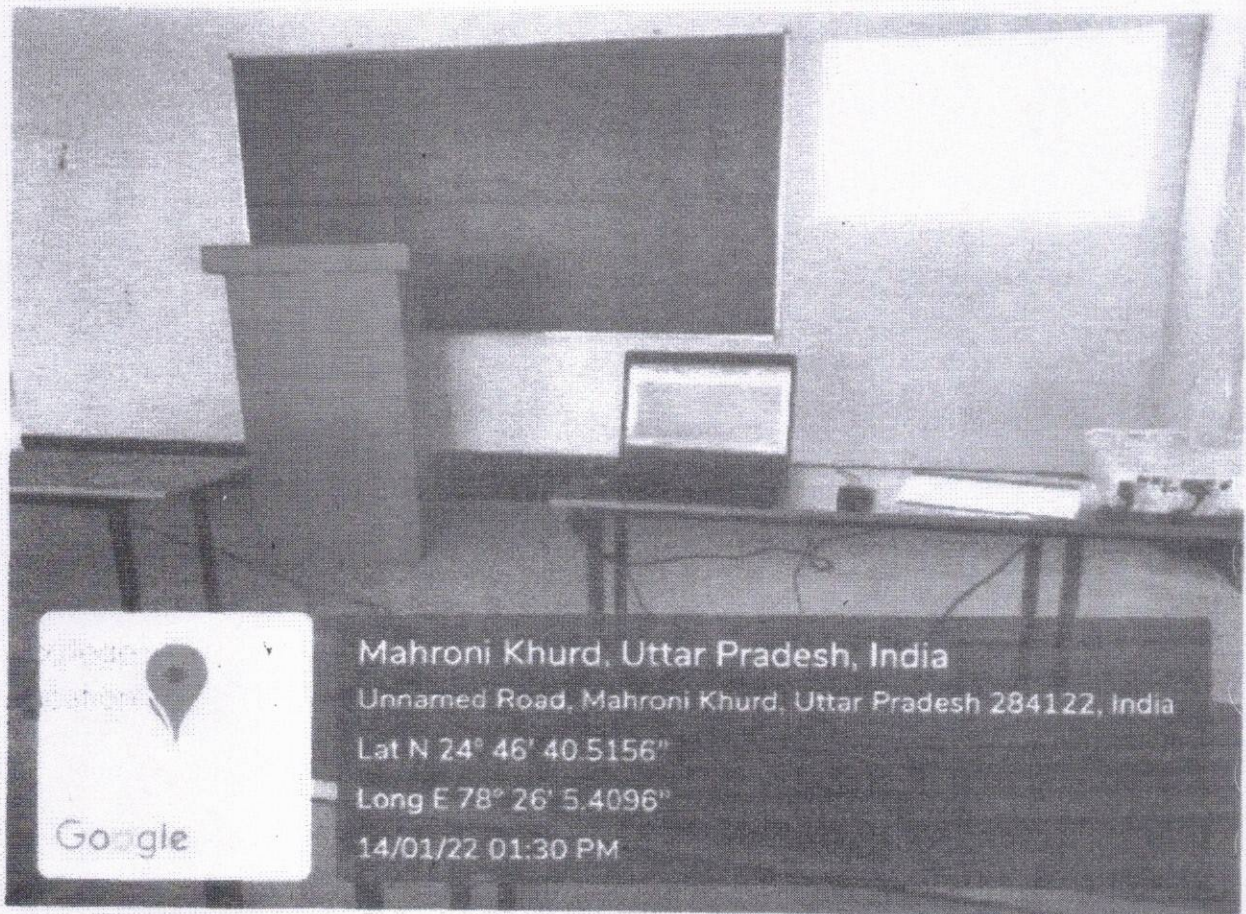 Mahroni Khurd, Uttar Pradesh, India
Unnamed Road, Mahroni Khurd, Uttar Pradesh 284122, India
Lat N 24° 46' 40.5156"
Long E 78° 26' 5.4096"
14/01/22 01:30 PM
Google